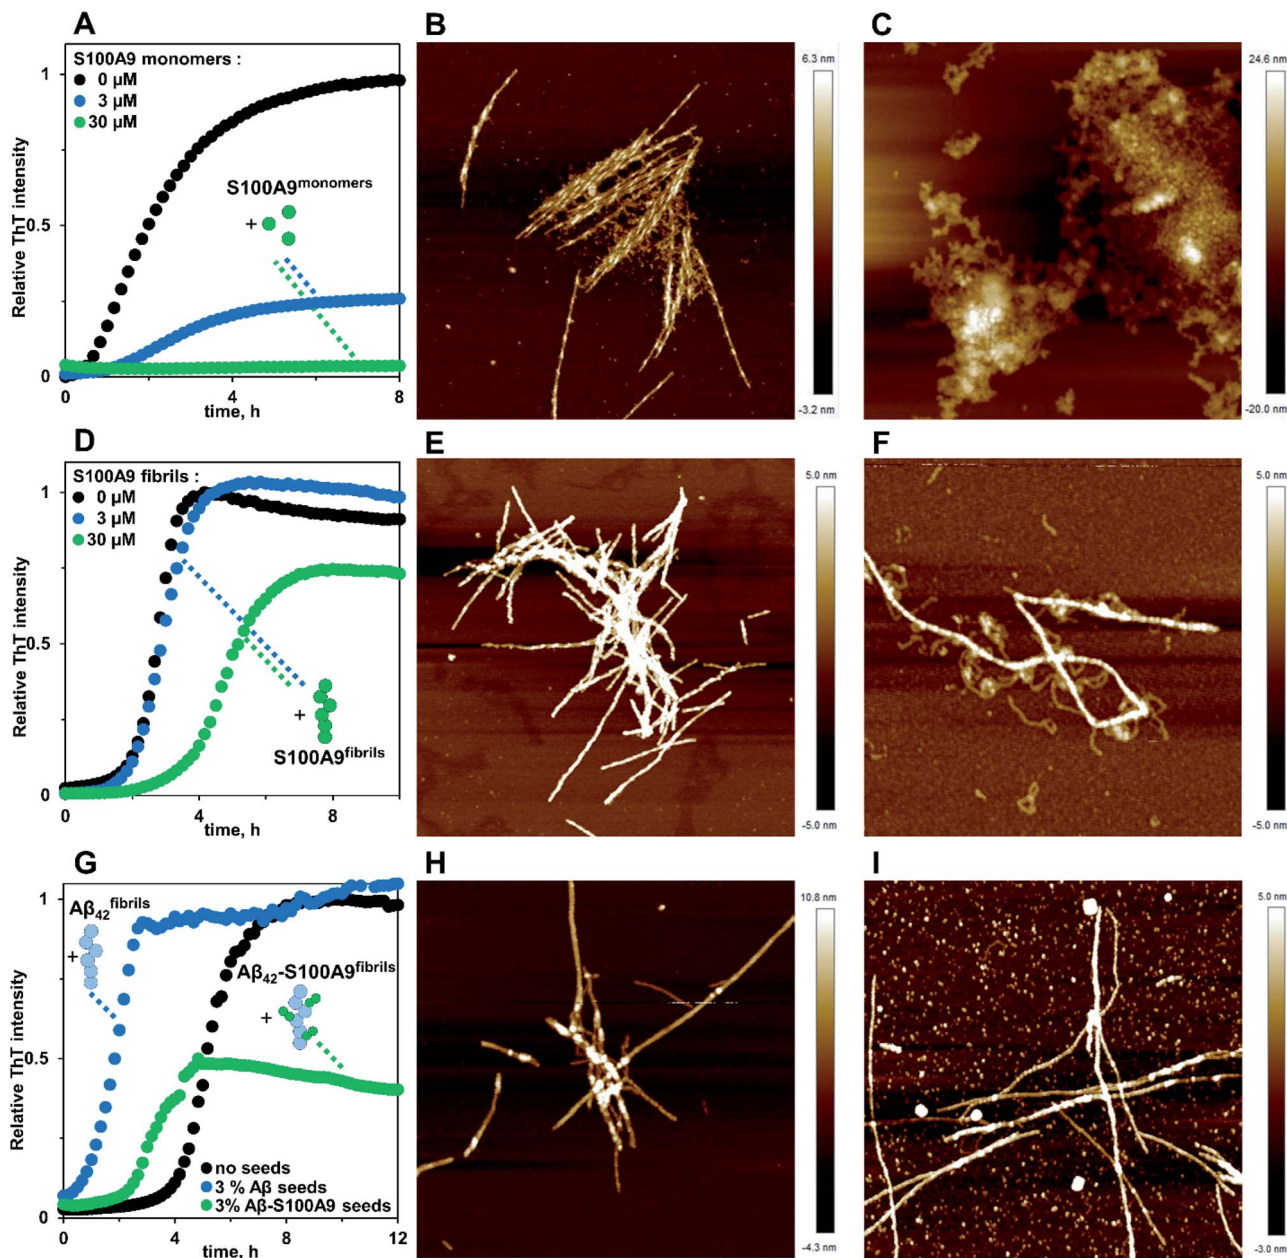 A
S100A9 monomers :
0 µM
3 µM
30 µM
S100A9monomers
+
1
0.5
0
Relative ThT intensity
0
4
8
time, h
B
6.3 nm
-3.2 nm
C
24.6 nm
-20.0 nm
D
S100A9 fibrils :
0 µM
3 µM
30 µM
+
S100A9fibrils
1
0.5
0
Relative ThT intensity
0
4
8
time, h
E
5.0 nm
-5.0 nm
F
5.0 nm
-5.0 nm
G
Aβ42fibrils
+
Aβ42-S100A9fibrils
+
no seeds
3 % Aβ seeds
3% Aβ-S100A9 seeds
1
0.5
0
Relative ThT intensity
0
4
8
12
time, h
H
10.8 nm
-4.3 nm
I
5.0 nm
-3.0 nm